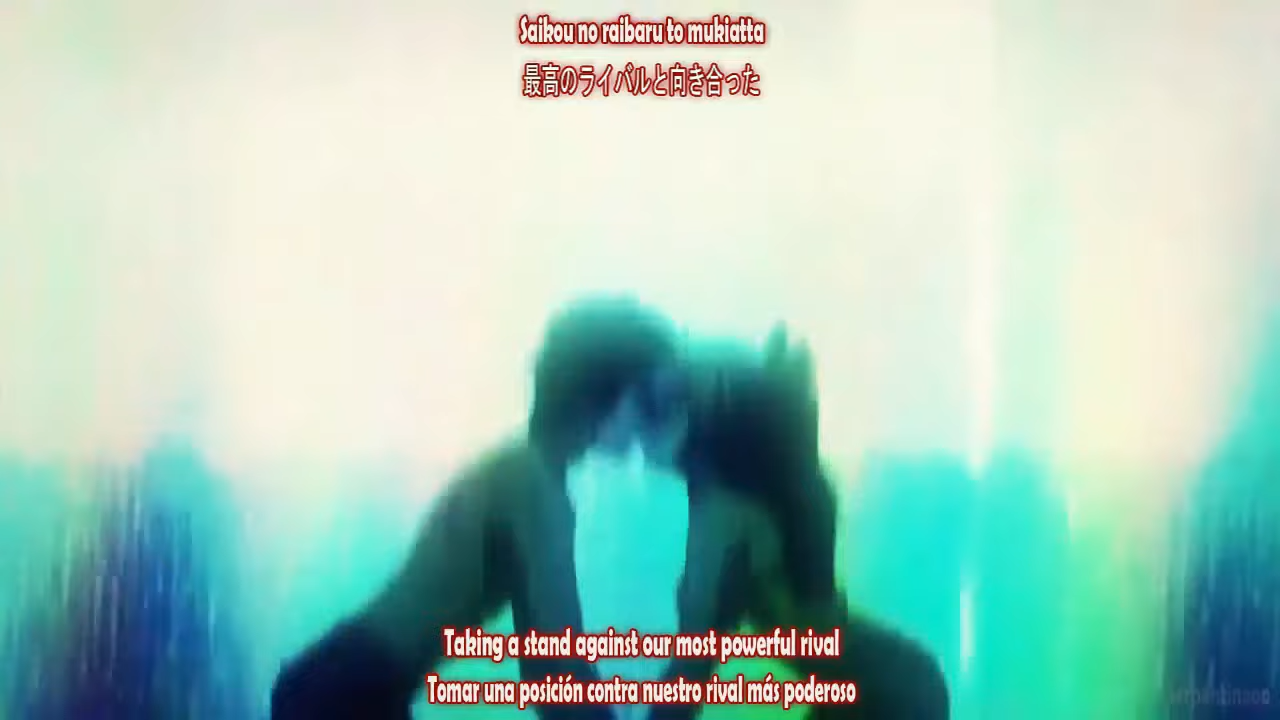 Saikou no raibaru to mukiatta
最高のライバルと向き合った
Taking a stand against our most powerful rival
Tomar una posición contra nuestro rival más poderoso